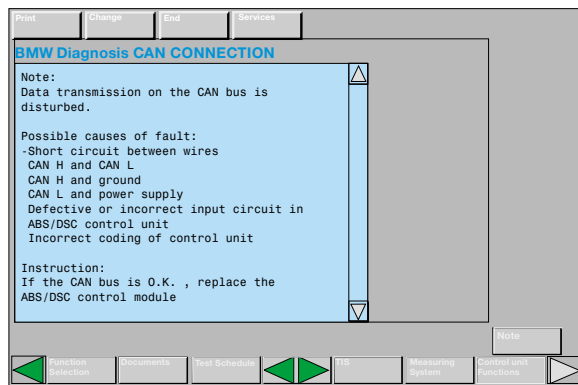 Print
Change
End
Services
BMW Diagnosis CAN CONNECTION
Note:
Data transmission on the CAN bus is
disturbed.
Possible causes of fault:
-Short circuit between wires
CAN H and CAN L
CAN H and ground
CAN L and power supply
Defective or incorrect input circuit in
ABS/DSC control unit
Incorrect coding of control unit
Instruction:
If the CAN bus is O.K. , replace the
ABS/DSC control module
Note
Function
Selection
Documents
Test Schedule
TIS
Measuring
System
Control unit
Functions